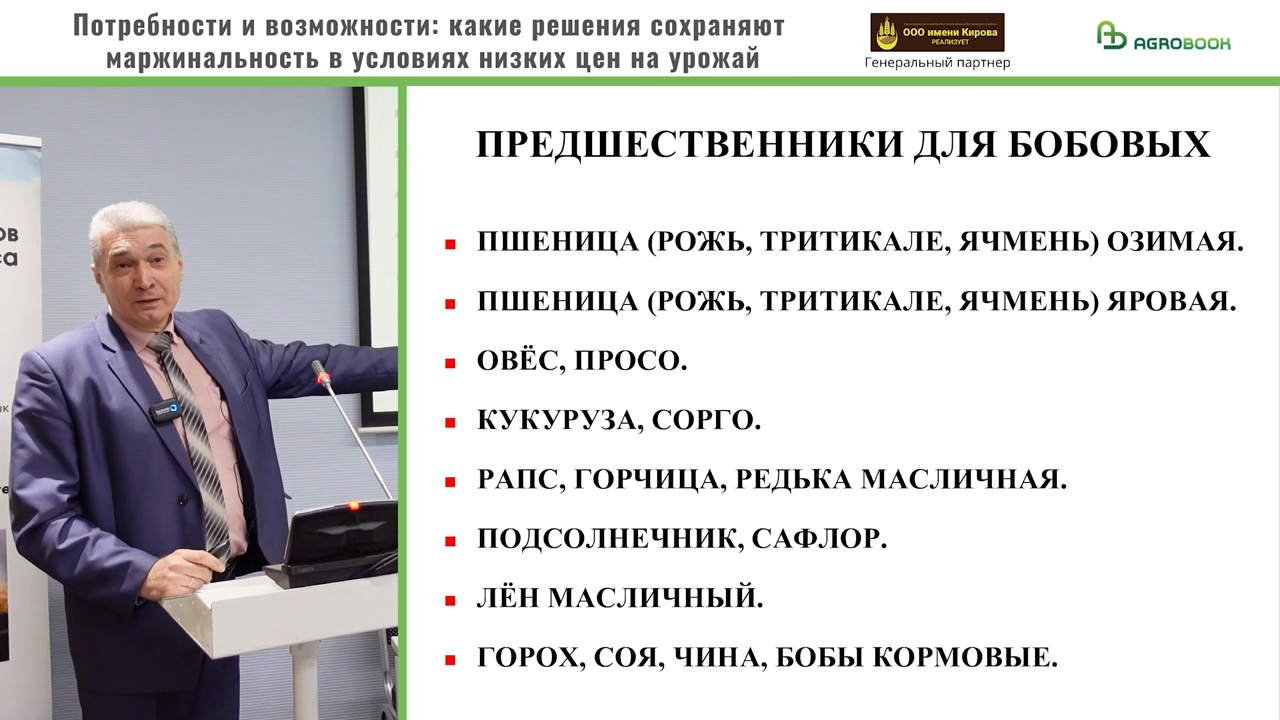 Потребности и возможности: какие решения сохраняют
маржинальность в условиях низких цен на урожай
ООО имени Кирова
РЕАЛИЗУЕТ
Генеральный партнер
AGROBOOK
ПРЕДШЕСТВЕННИКИ ДЛЯ БОБОВЫХ
ПШЕНИЦА (РОЖЬ, ТРИТИКАЛЕ, ЯЧМЕНЬ) ОЗИМАЯ.
ПШЕНИЦА (РОЖЬ, ТРИТИКАЛЕ, ЯЧМЕНЬ) ЯРОВАЯ.
ОВЁС, ПРОСО.
КУКУРУЗА, СОРГО.
РАПС, ГОРЧИЦА, РЕДЬКА МАСЛИЧНАЯ.
ПОДСОЛНЕЧНИК, САФЛОР.
ЛЁН МАСЛИЧНЫЙ.
ГОРОХ, СОЯ, ЧИНА, БОБЫ КОРМОВЫЕ.